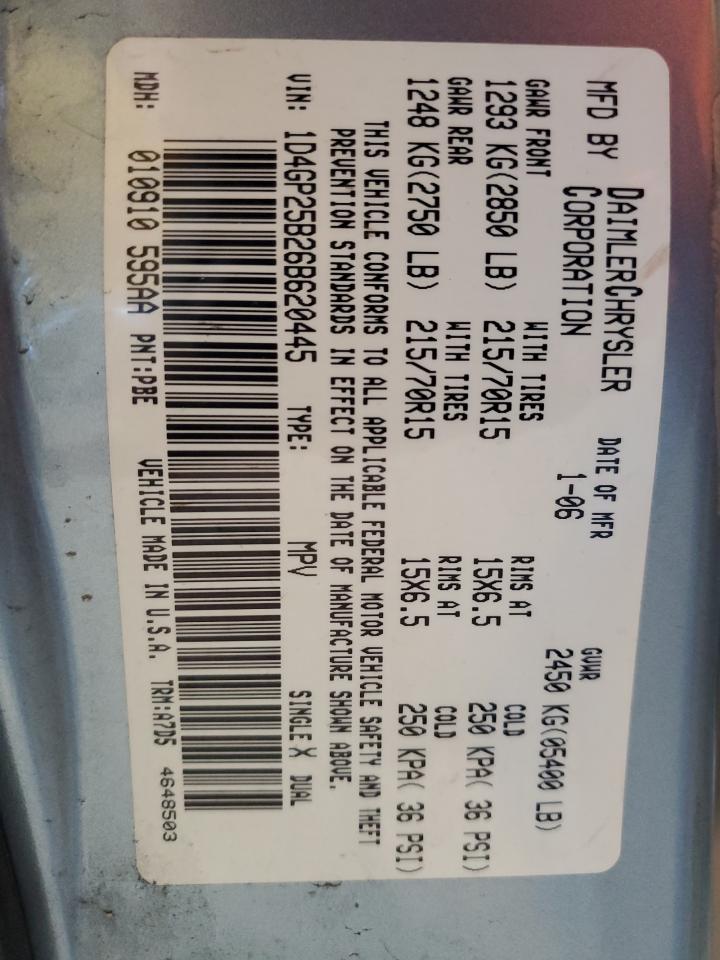 MFD BY DAIMLERCHRYSLER CORPORATION
DATE OF MFR 1-06
GVWR 2450 KG(05400 LB)
GAWR FRONT WITH TIRES RIMS AT COLD
1293 KG(2850 LB) 215/70R15 15X6.5 250 KPA( 36 PSI)
GAWR REAR WITH TIRES RIMS AT COLD
1248 KG(2750 LB) 215/70R15 15X6.5 250 KPA( 36 PSI)
THIS VEHICLE CONFORMS TO ALL APPLICABLE FEDERAL MOTOR VEHICLE SAFETY AND THEFT
PREVENTION STANDARDS IN EFFECT ON THE DATE OF MANUFACTURE SHOWN ABOVE.
VIN: 1D4GP25B26B620445 TYPE: MPV SINGLE X DUAL
MDH: 010910 595AA PNT:PBE VEHICLE MADE IN U.S.A. TRM:A7D5 4648503